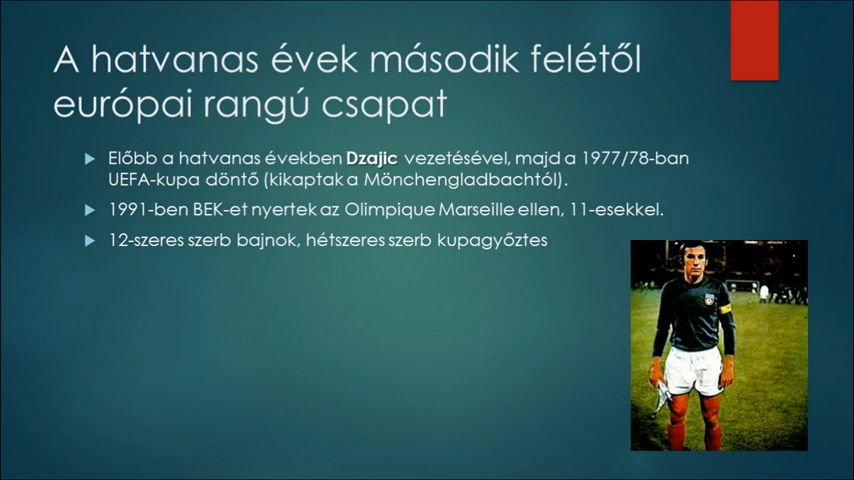 A hatvanas évek második felétől
európai rangú csapat
Előbb a hatvanas években Dzajic vezetésével, majd a 1977/78-ban
UEFA-kupa döntő (kikaptak a Mönchengladbachtól).
1991-ben BEK-et nyertek az Olimpique Marseille ellen, 11-esekkel.
12-szeres szerb bajnok, hétszeres szerb kupagyőztes